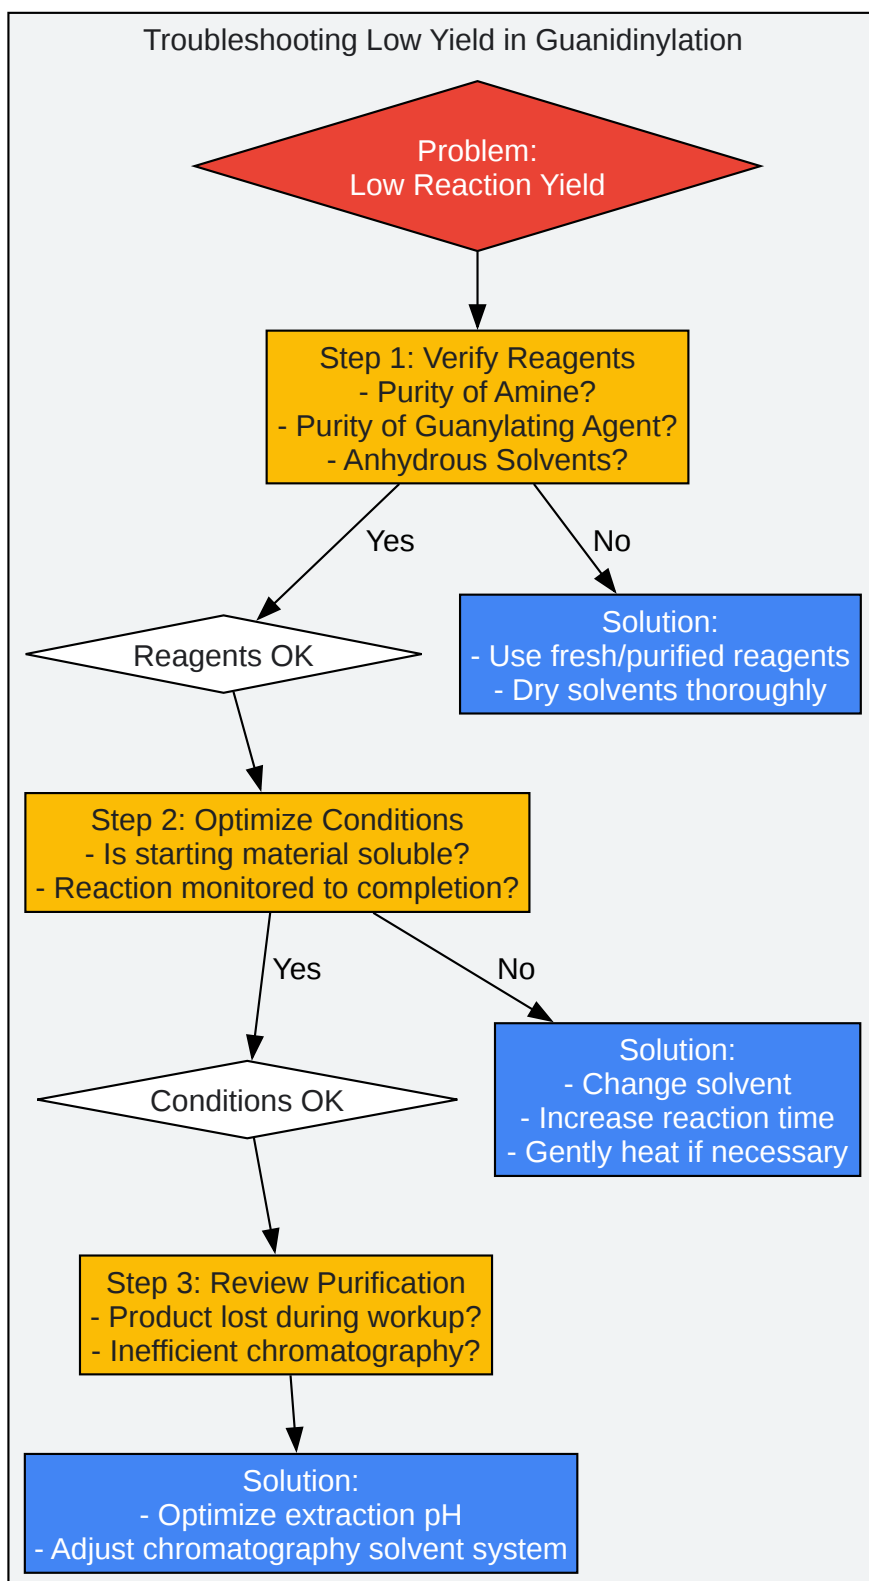 Troubleshooting Low Yield in Guanidinylation
Problem:
Low Reaction Yield
Step 1: Verify Reagents
- Purity of Amine?
- Purity of Guanylating Agent?
- Anhydrous Solvents?
Yes
No
Reagents OK
Solution:
- Use fresh/purified reagents
- Dry solvents thoroughly
Step 2: Optimize Conditions
- Is starting material soluble?
- Reaction monitored to completion?
Yes
No
Conditions OK
Solution:
- Change solvent
- Increase reaction time
- Gently heat if necessary
Step 3: Review Purification
- Product lost during workup?
- Inefficient chromatography?
Solution:
- Optimize extraction pH
- Adjust chromatography solvent system